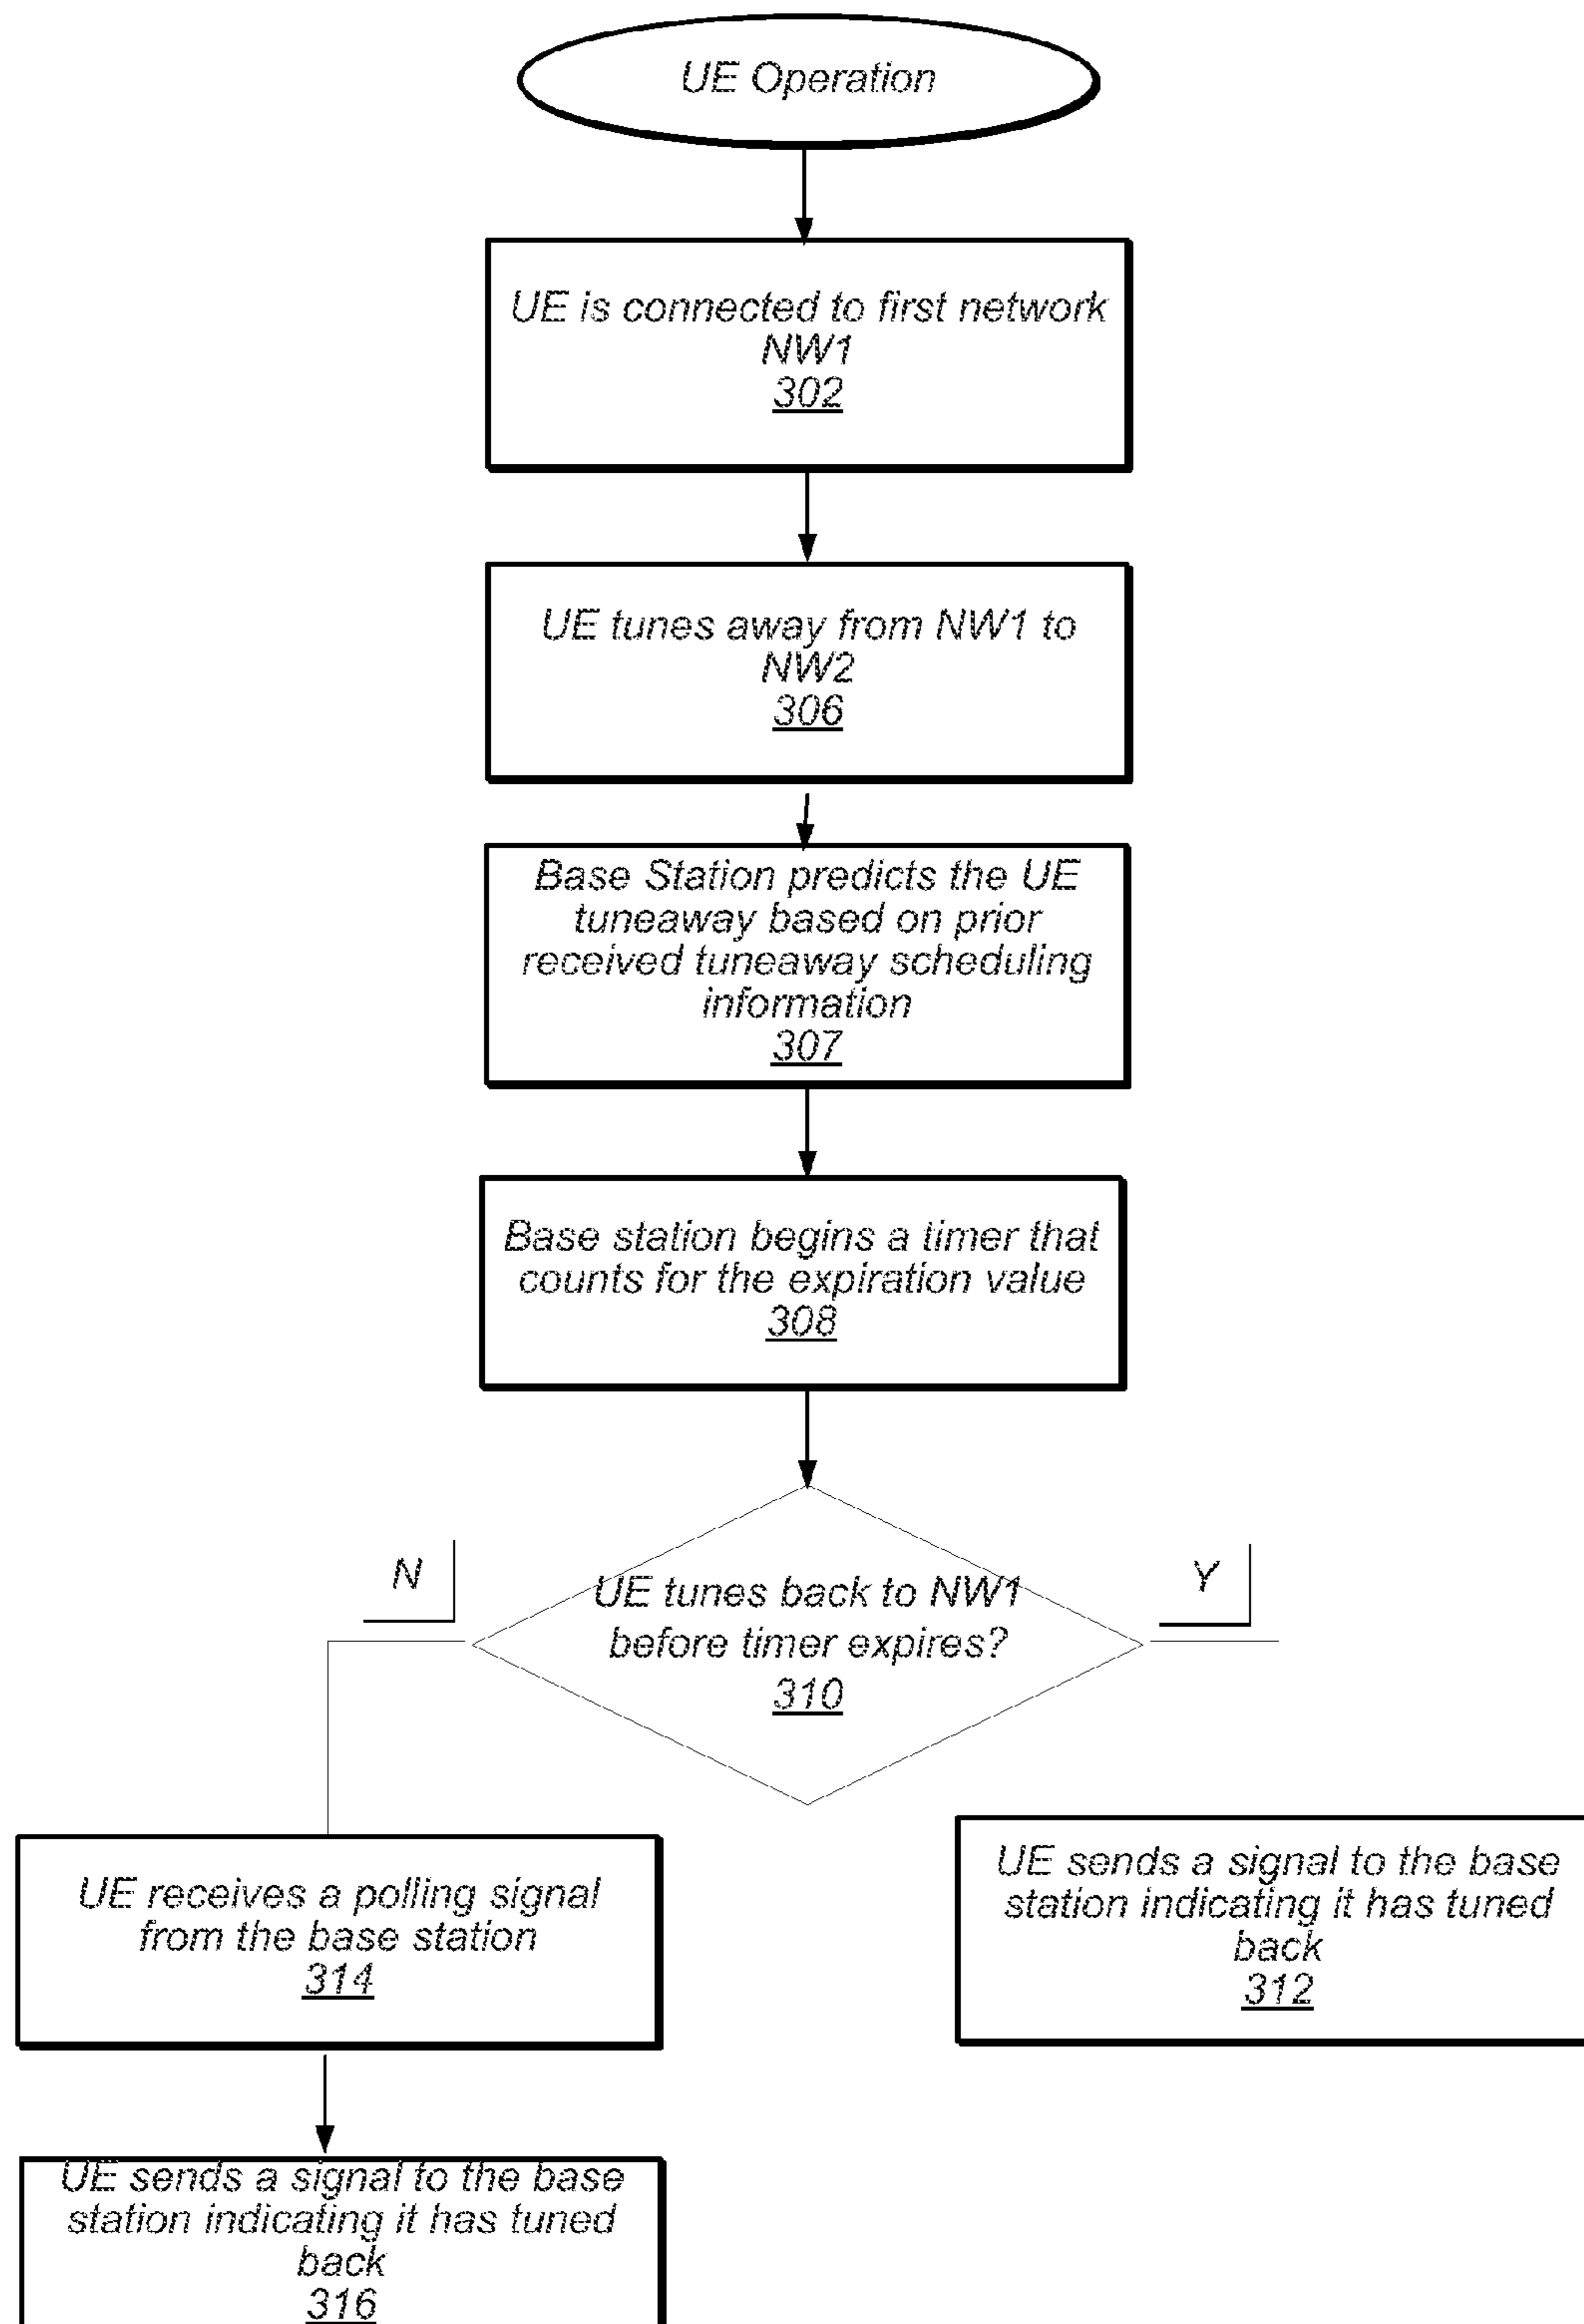 UE Operation
UE is connected to first network
NW1
302
UE tunes away from NW1 to
NW2
306
Base Station predicts the UE
tuneaway based on prior
received tuneaway scheduling
information
307
Base station begins a timer that
counts for the expiration value
308
N
Y
UE tunes back to NW1
before timer expires?
310
UE receives a polling signal
from the base station
314
UE sends a signal to the base
station indicating it has tuned
back
312
UE sends a signal to the base
station indicating it has tuned
back
316